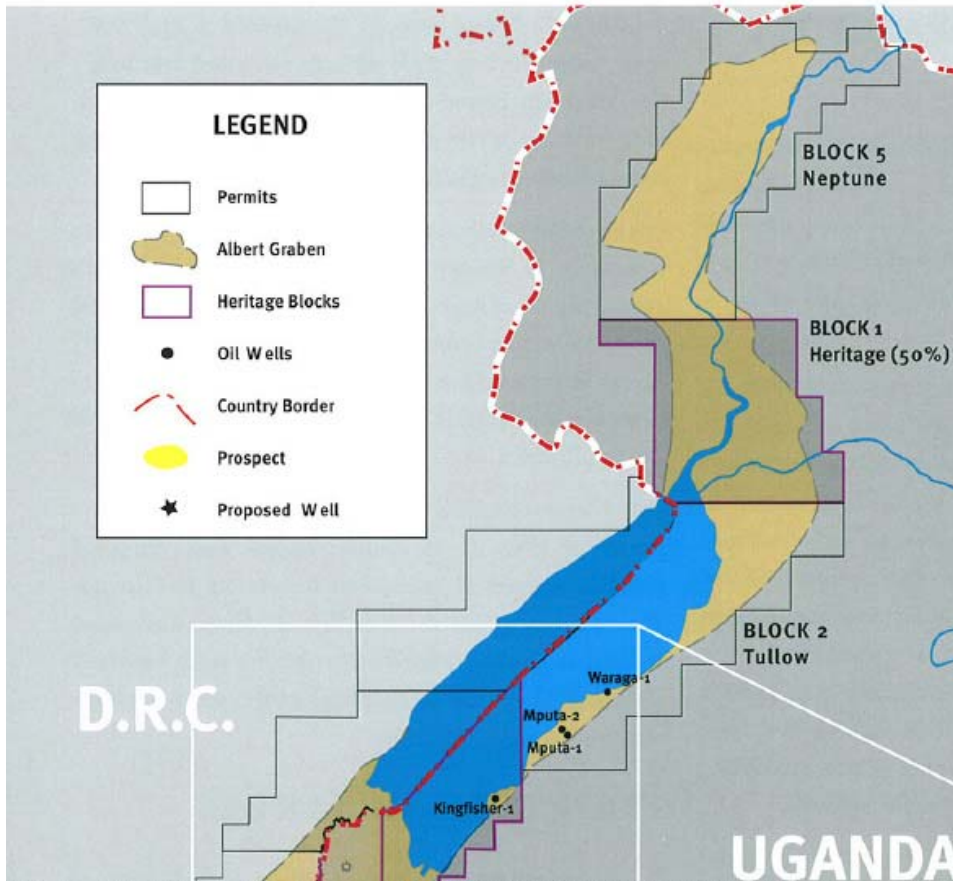 LEGEND
Permits
Albert Graben
Heritage Blocks
Oil Wells
Country Border
Prospect
Proposed Well
BLOCK 5
Neptune
BLOCK 1
Heritage (50%)
BLOCK 2
Tullow
Waraga-1
Mputa-2
Mputa-1
Kingfisher-1
D.R.C.
UGANDA